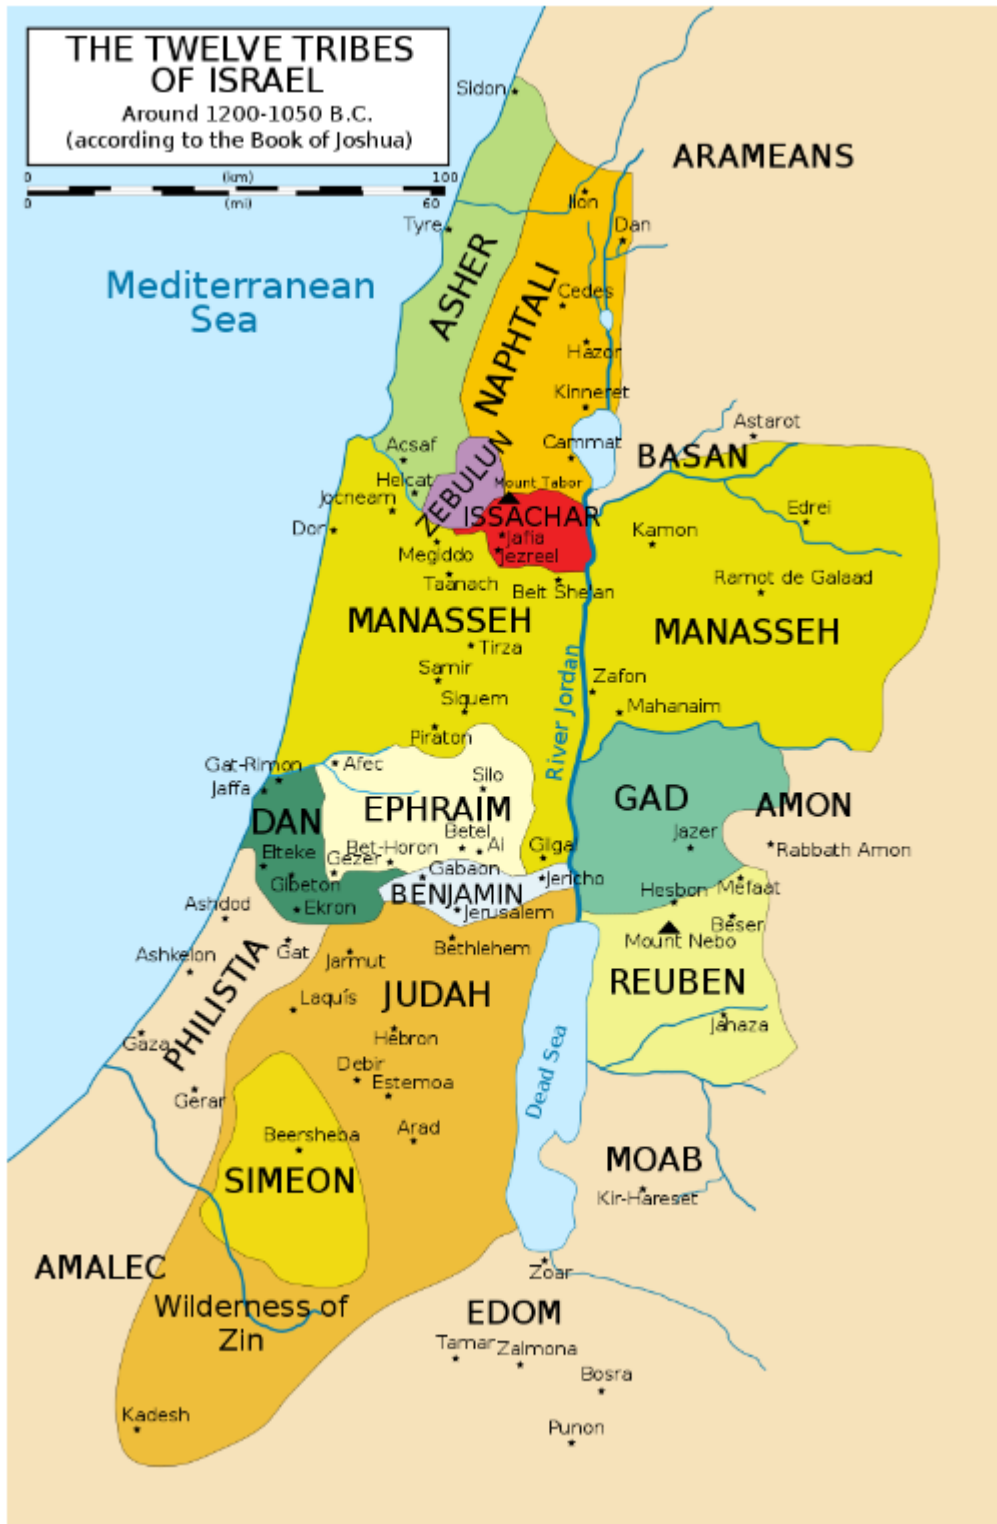 THE TWELVE TRIBES
OF ISRAEL
Around 1200-1050 B.C.
(according to the Book of Joshua)
0 (km) 100
0 (mi) 60
Sidon
ARAMEANS
Ilon
Tyre
Dan
Mediterranean
Sea
ASHER
NAPHTALI
Cedes
Hazor
Kinneret
Astarot
Acsaf
Cammat
BASAN
Helcat
ZEBULUN
Mount Tabor
Jocneam
ISSACHAR
Edrei
Dor
Jafia
Kamon
Megiddo
Jezreel
Taanach
Beit Shean
Ramot de Galaad
MANASSEH
MANASSEH
Tirza
Samir
River Jordan
Zafon
Siquem
Mahanaim
Piraton
Gat-Rimon
Afec
Jaffa
Silo
DAN
EPHRAIM
GAD
AMON
Betel
Jazer
Elteke
Gezer
Bet-Horon
Ai
Gilgal
Rabbath Amon
Gibeton
Gabaon
Jericho
Hesbon
Mefaat
Ashdod
Ekron
BENJAMIN
Jerusalem
Beser
Gat
Bethlehem
Mount Nebo
Ashkelon
PHILISTIA
Jarmut
JUDAH
REUBEN
Laquís
Jahaza
Gaza
Hebron
Dead Sea
Debir
Gerar
Estemoa
Beersheba
Arad
SIMEON
MOAB
Kir-Hareset
AMALEC
Zoar
Wilderness of
Zin
EDOM
Tamar
Zalmona
Bosra
Kadesh
Punon